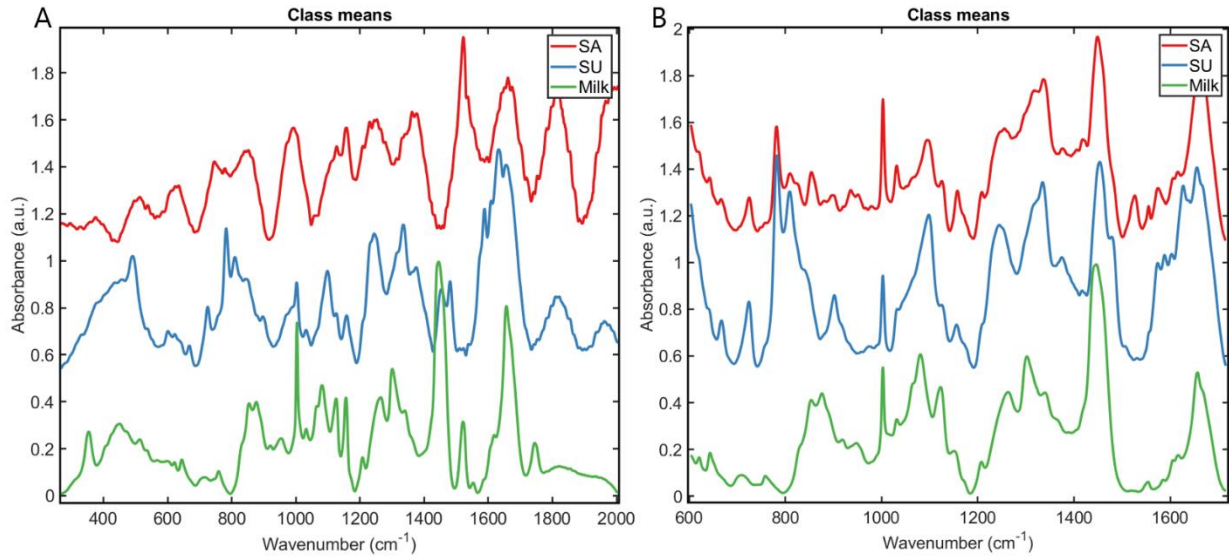 A
Class means
SA
SU
Milk
Absorbance (a.u.)
1.8
1.6
1.4
1.2
1
0.8
0.6
0.4
0.2
0
400 600 800 1000 1200 1400 1600 1800 2000
Wavenumber (cm⁻¹)
B
Class means
SA
SU
Milk
Absorbance (a.u.)
2
1.8
1.6
1.4
1.2
1
0.8
0.6
0.4
0.2
0
600 800 1000 1200 1400 1600
Wavenumber (cm⁻¹)